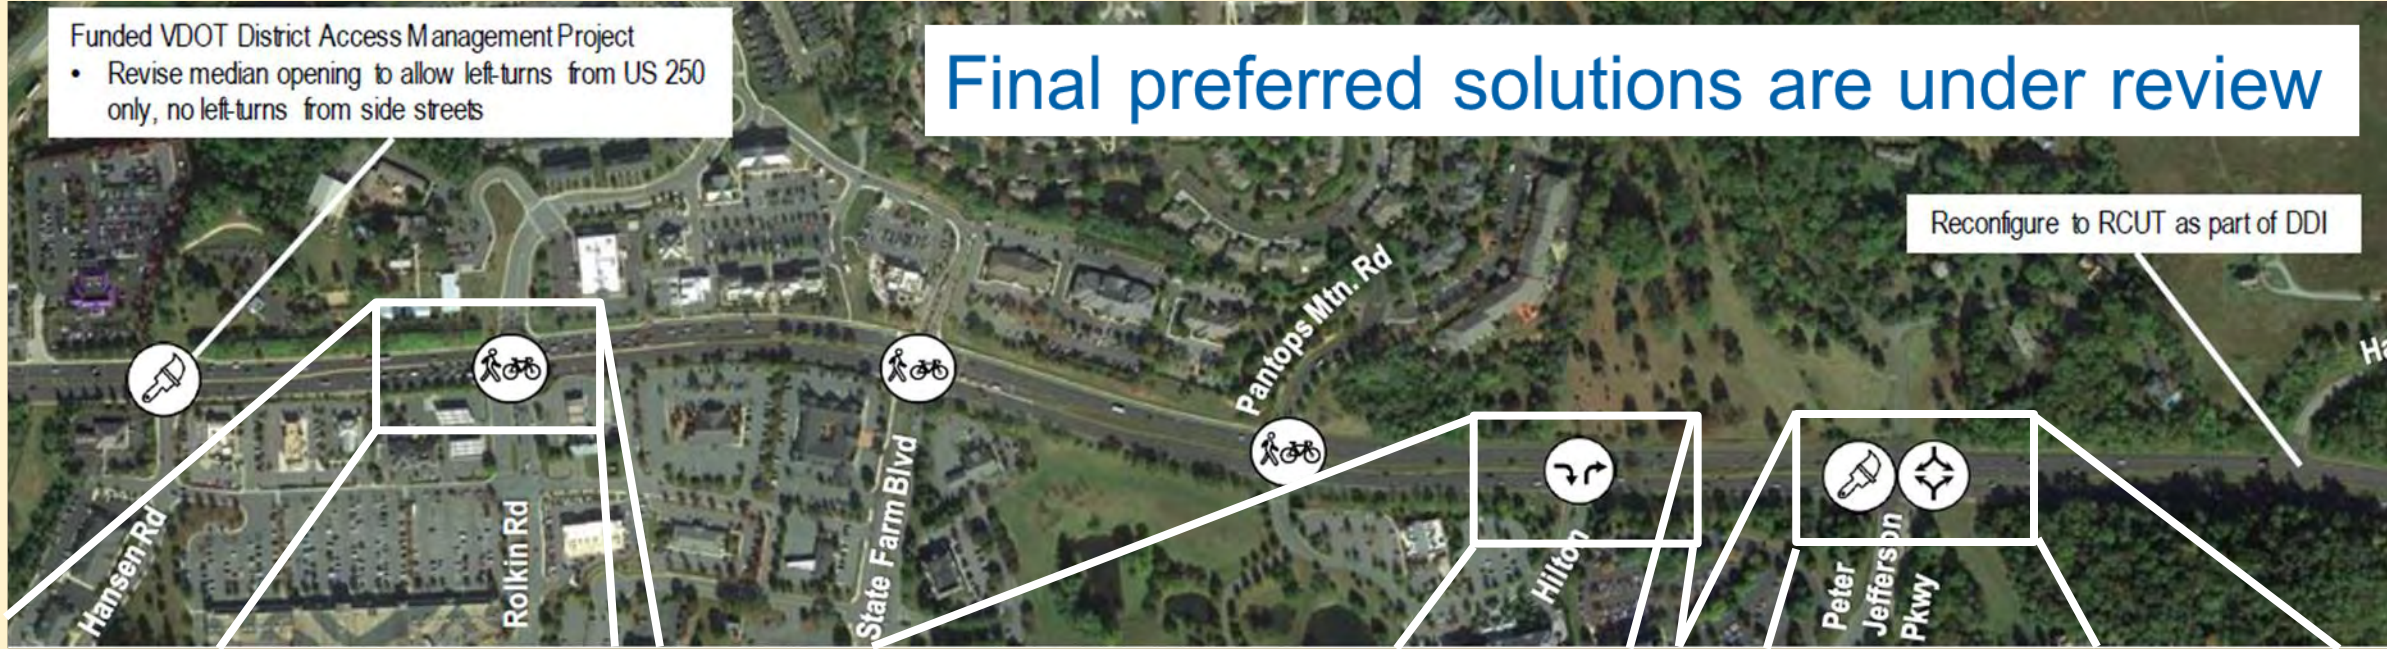 Funded VDOT District Access Management Project
• Revise median opening to allow left-turns from US 250
only, no left-turns from side streets
Final preferred solutions are under review
Reconfigure to RCUT as part of DDI
Pantops Mtn. Rd
Ha
Hansen Rd
Rolkin Rd
State Farm Blvd
Hilton
Peter
Jefferson
Pkwy